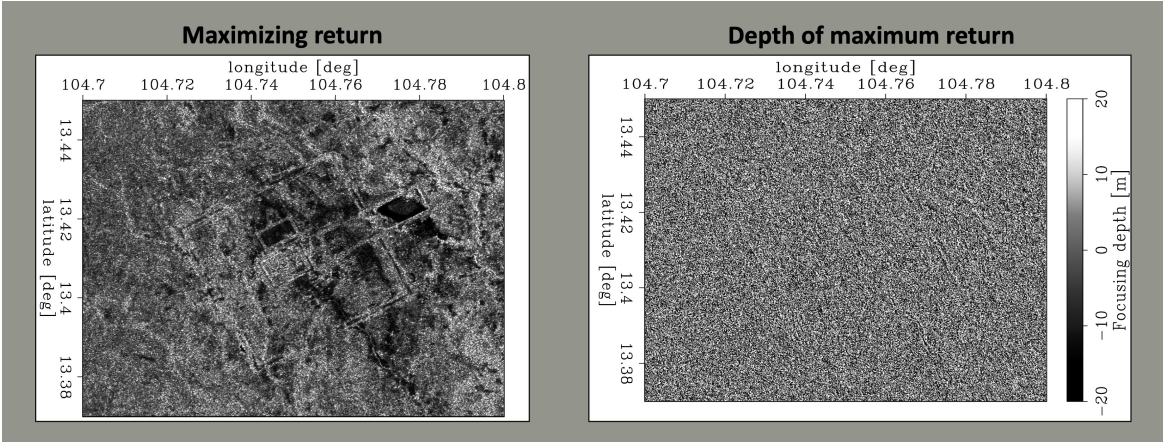 Maximizing return
longitude [deg]
104.7 104.72 104.74 104.76 104.78 104.8
latitude [deg]
13.44 13.42 13.4 13.38
Depth of maximum return
longitude [deg]
104.7 104.72 104.74 104.76 104.78 104.8
latitude [deg]
13.44 13.42 13.4 13.38
20 10 0 −10 −20
Focusing depth [m]